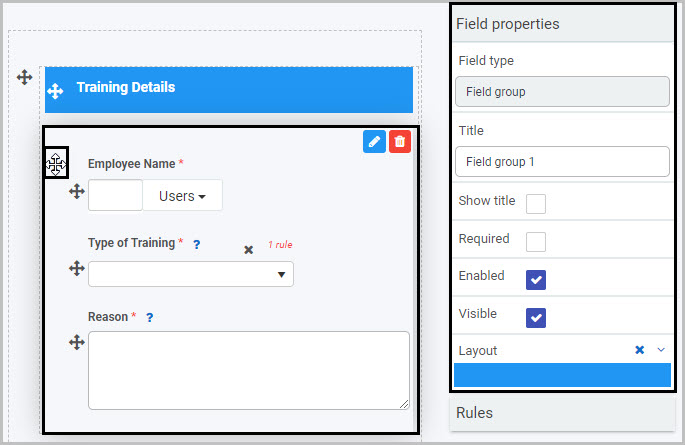 Training Details
Employee Name *
Users
Type of Training * ?
1 rule
Reason * ?
Field properties
Field type
Field group
Title
Field group 1
Show title
Required
Enabled
Visible
Layout
Rules